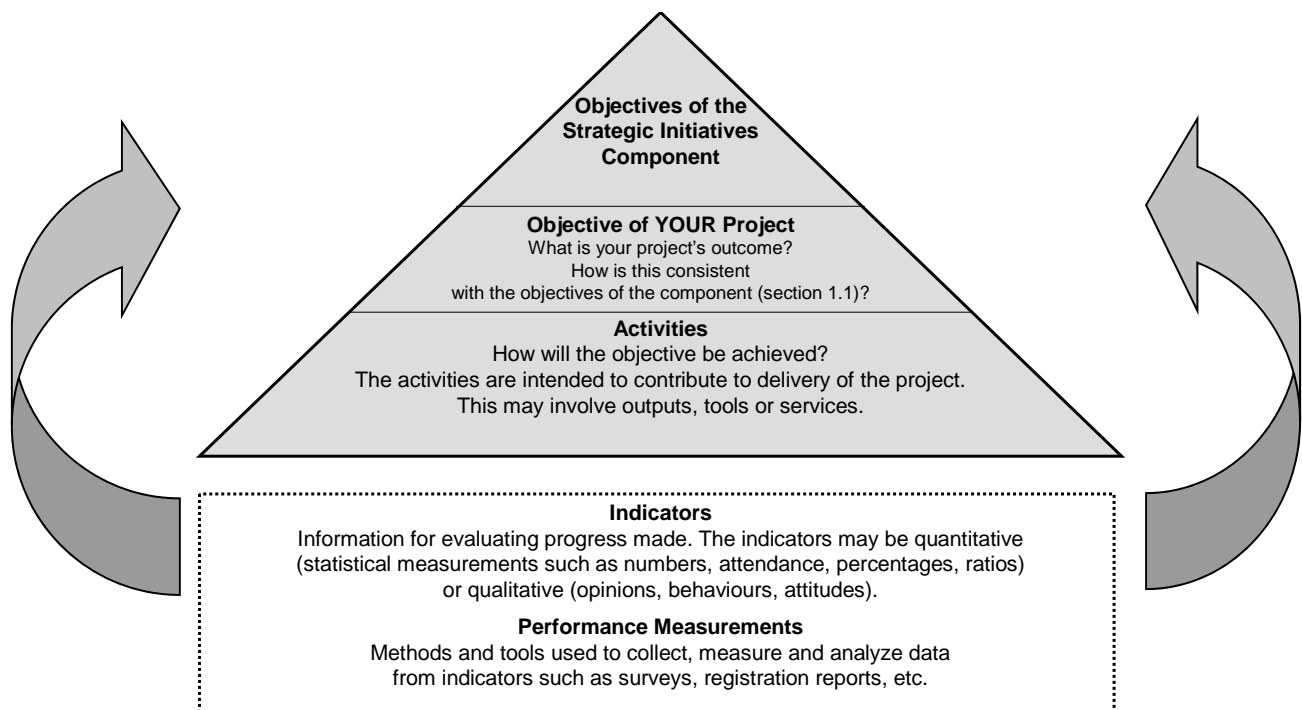 Objectives of the
Strategic Initiatives
Component
Objective of YOUR Project
What is your project’s outcome?
How is this consistent
with the objectives of the component (section 1.1)?
Activities
How will the objective be achieved?
The activities are intended to contribute to delivery of the project.
This may involve outputs, tools or services.
Indicators
Information for evaluating progress made. The indicators may be quantitative
(statistical measurements such as numbers, attendance, percentages, ratios)
or qualitative (opinions, behaviours, attitudes).
Performance Measurements
Methods and tools used to collect, measure and analyze data
from indicators such as surveys, registration reports, etc.